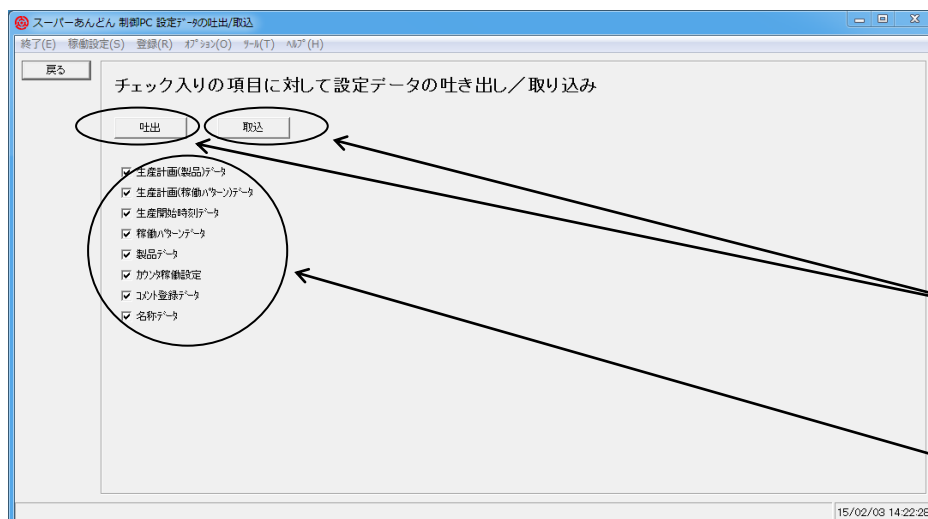 スーパーあんどん 制御PC 設定ﾃﾞｰﾀの吐出/取込
終了(E) 稼働設定(S) 登録(R) ｵﾌﾟｼｮﾝ(O) ﾂｰﾙ(T) ﾍﾙﾌﾟ(H)
戻る
チェック入りの項目に対して設定データの吐き出し／取り込み
吐出 取込
生産計画(製品)ﾃﾞｰﾀ
生産計画(稼働ﾊﾟﾀｰﾝ)ﾃﾞｰﾀ
生産開始時刻ﾃﾞｰﾀ
稼働ﾊﾟﾀｰﾝﾃﾞｰﾀ
製品ﾃﾞｰﾀ
ｶｳﾝﾀ稼働設定
ｺﾒﾝﾄ登録ﾃﾞｰﾀ
名称ﾃﾞｰﾀ
15/02/03 14:22:28